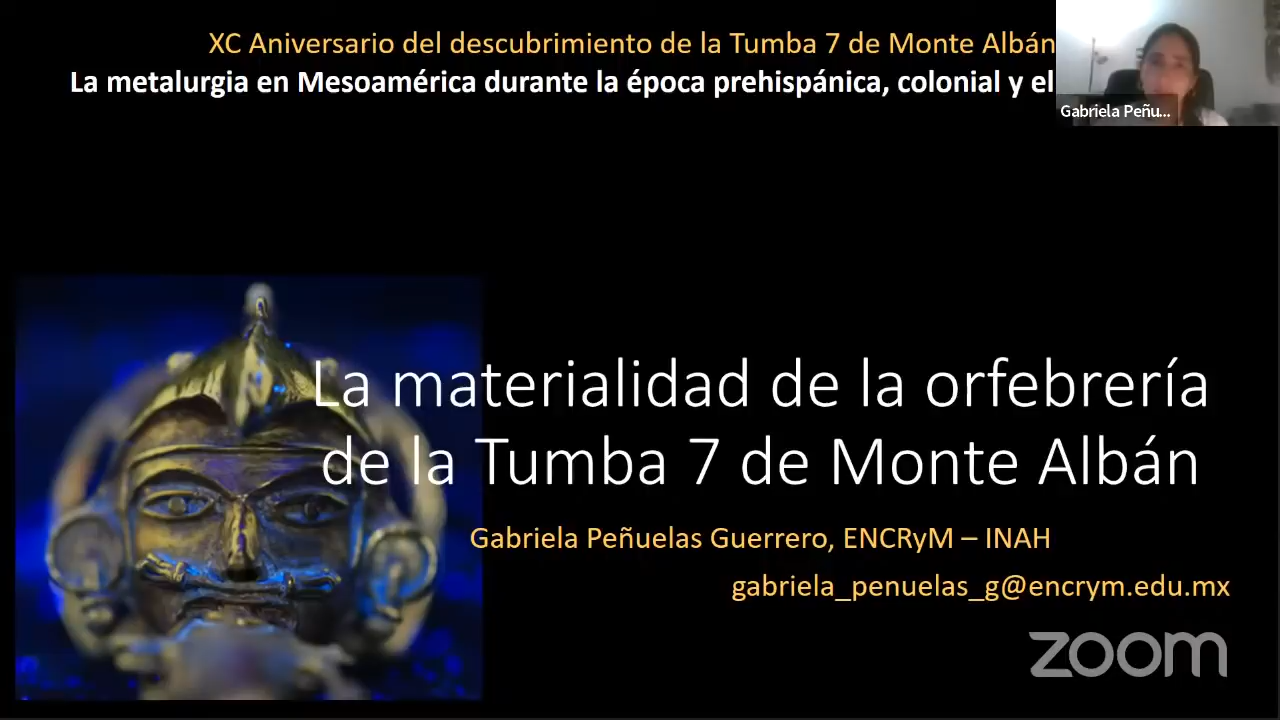 XC Aniversario del descubrimiento de la Tumba 7 de Monte Albán
La metalurgia en Mesoamérica durante la época prehispánica, colonial y el
Gabriela Peñu...
La materialidad de la orfebrería
de la Tumba 7 de Monte Albán
Gabriela Peñuelas Guerrero, ENCRyM – INAH
gabriela_penuelas_g@encrym.edu.mx
zoom